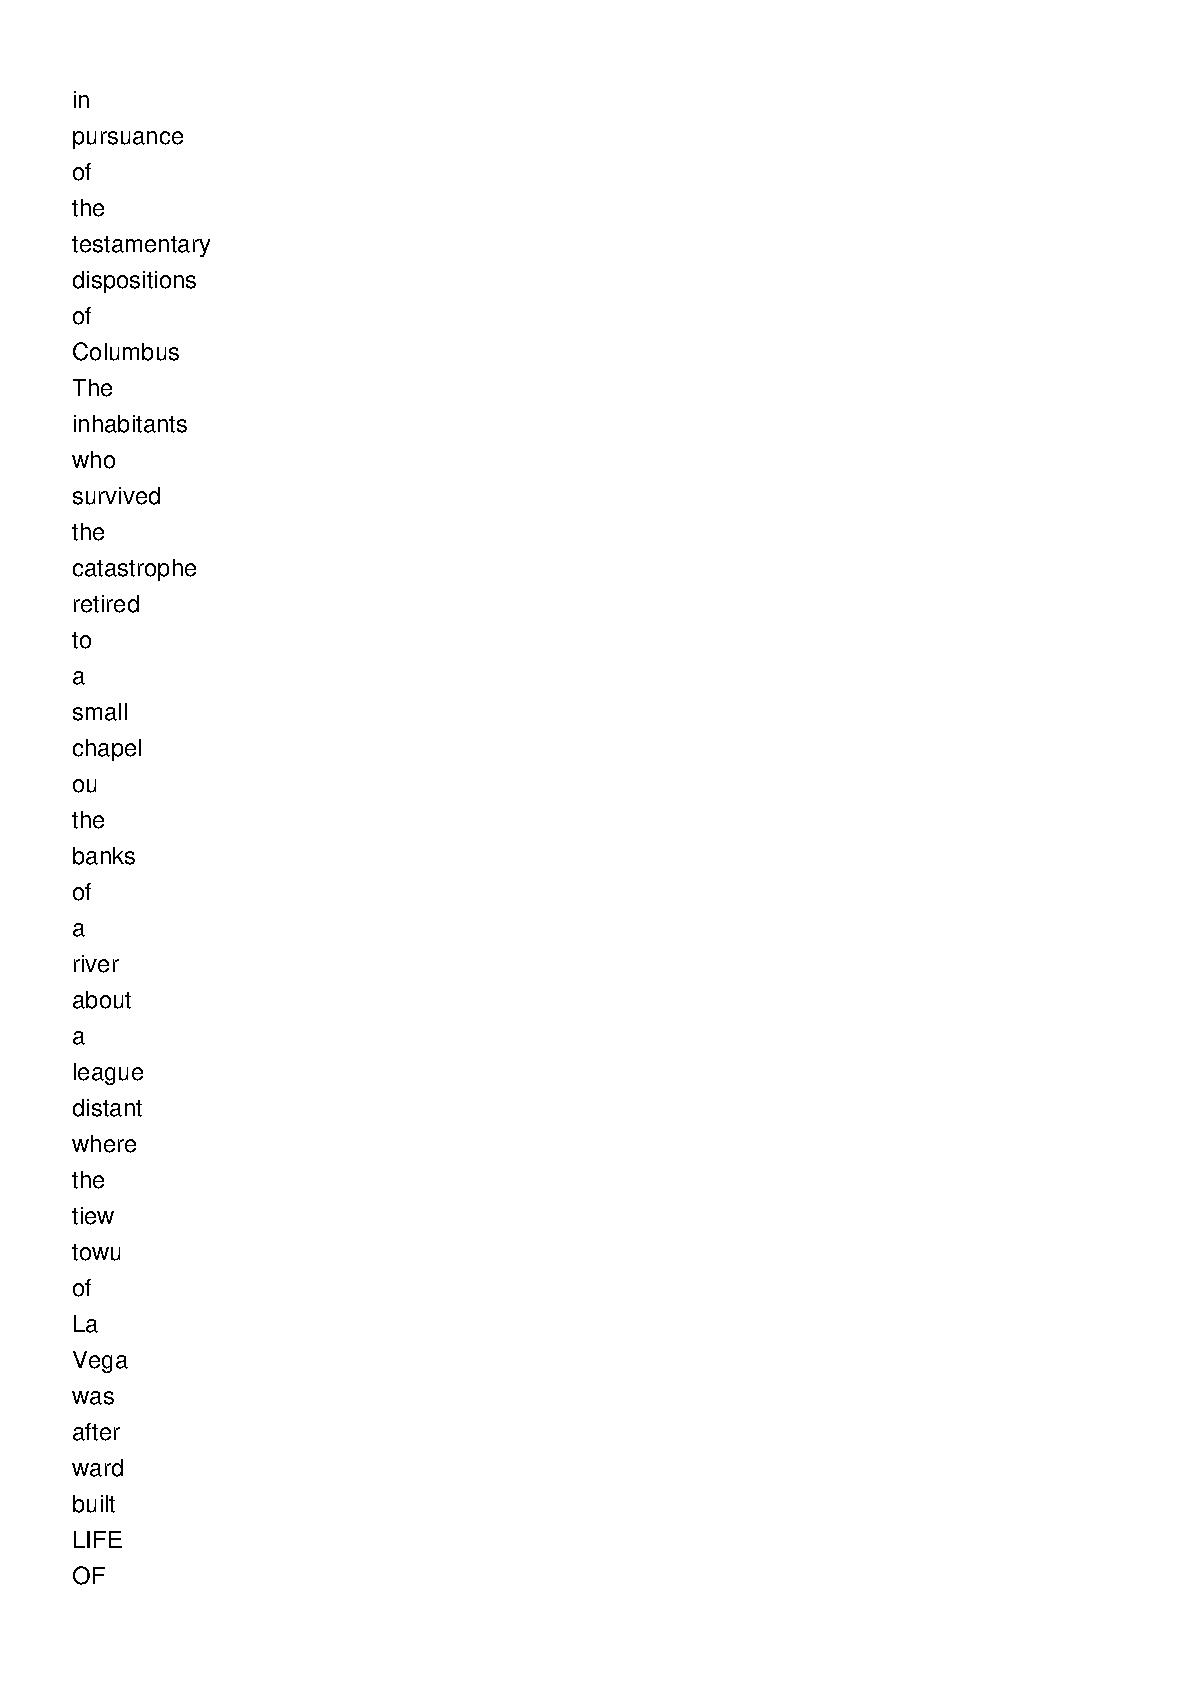 in
pursuance
of
the
testamentary
dispositions
of
Columbus
The
inhabitants
who
survived
the
catastrophe
retired
to
a
small
chapel
ou
the
banks
of
a
river
about
a
league
distant
where
the
tiew
towu
of
La
Vega
was
after
ward
built
LIFE
OF